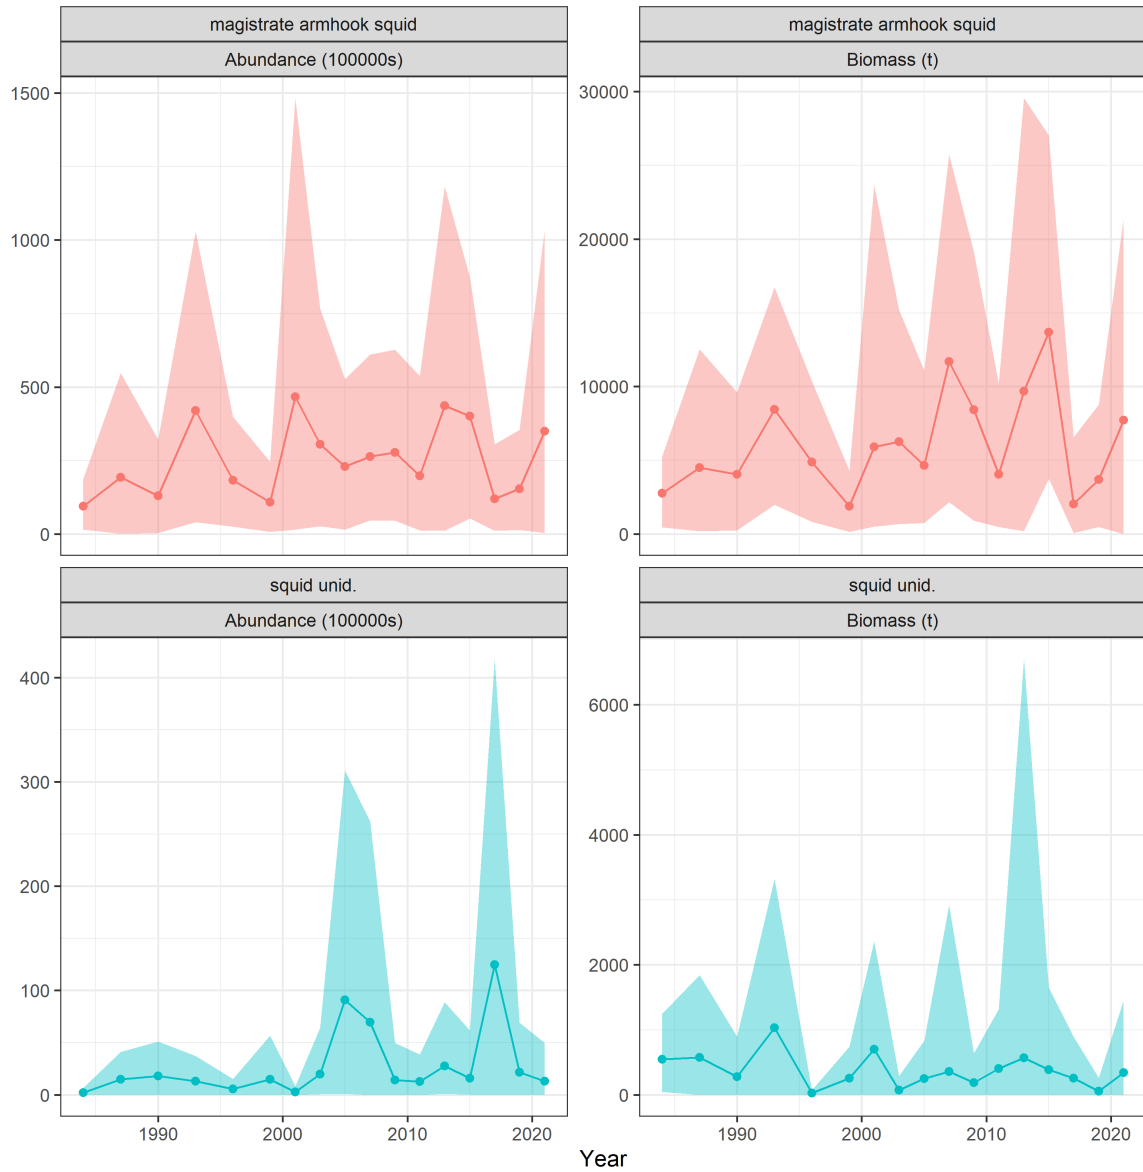 magistrate armhook squid
Abundance (100000s)
1500
1000
500
0
magistrate armhook squid
Biomass (t)
30000
20000
10000
0
squid unid.
Abundance (100000s)
400
300
200
100
0
1990 2000 2010 2020
squid unid.
Biomass (t)
6000
4000
2000
0
1990 2000 2010 2020
Year